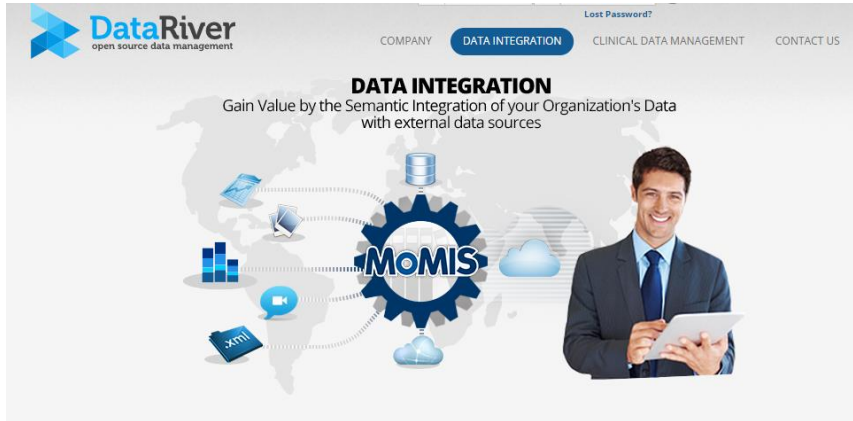 Lost Password?
DataRiver
open source data management
COMPANY DATA INTEGRATION CLINICAL DATA MANAGEMENT CONTACT US
DATA INTEGRATION
Gain Value by the Semantic Integration of your Organization's Data
with external data sources
MOMIS
.xml